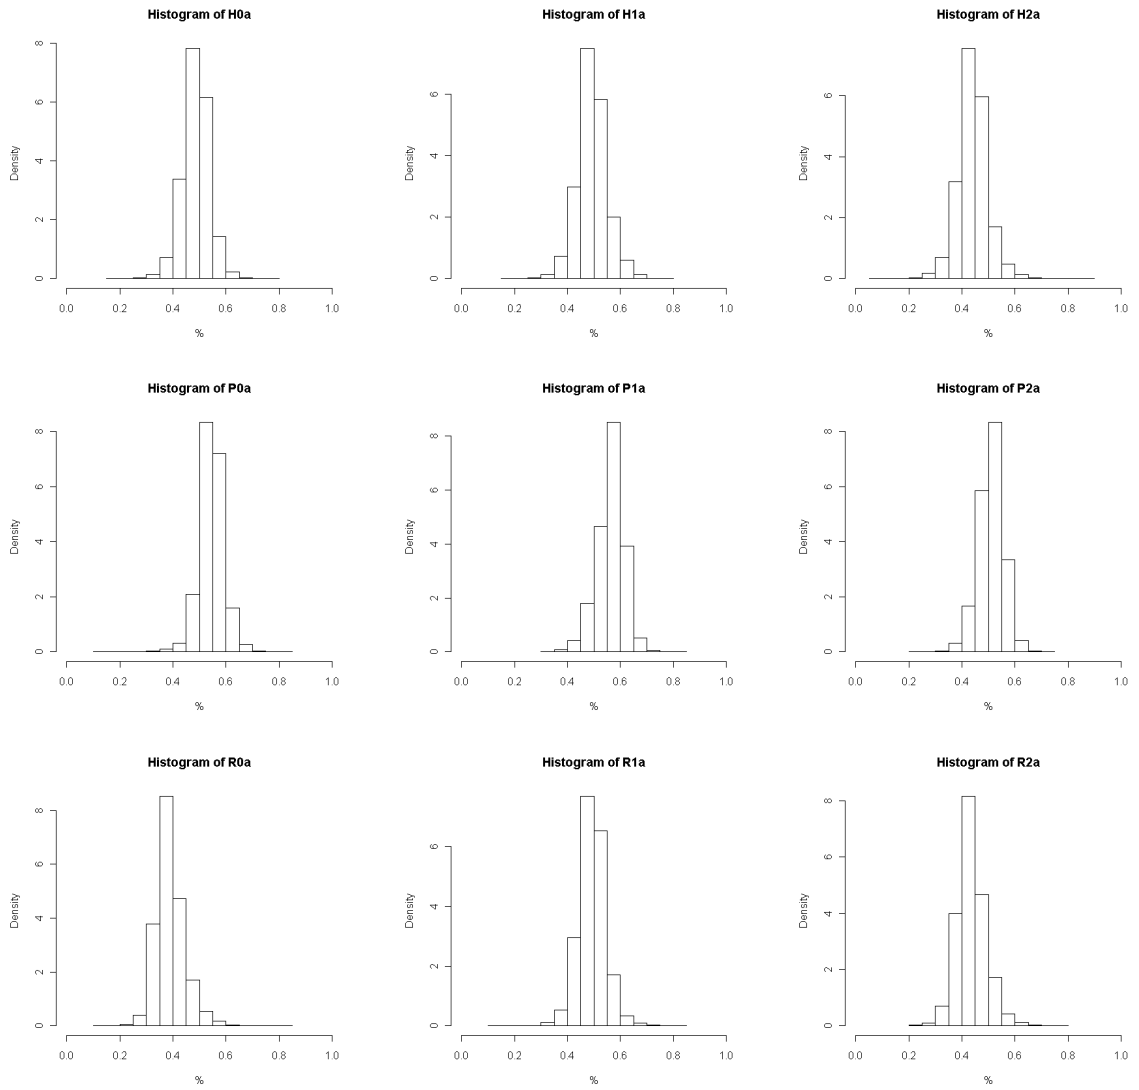 Histogram of H0a
Density
0 2 4 6 8
0.0 0.2 0.4 0.6 0.8 1.0
%
Histogram of H1a
Density
0 2 4 6
0.0 0.2 0.4 0.6 0.8 1.0
%
Histogram of H2a
Density
0 2 4 6
0.0 0.2 0.4 0.6 0.8 1.0
%
Histogram of P0a
Density
0 2 4 6 8
0.0 0.2 0.4 0.6 0.8 1.0
%
Histogram of P1a
Density
0 2 4 6 8
0.0 0.2 0.4 0.6 0.8 1.0
%
Histogram of P2a
Density
0 2 4 6 8
0.0 0.2 0.4 0.6 0.8 1.0
%
Histogram of R0a
Density
0 2 4 6 8
0.0 0.2 0.4 0.6 0.8 1.0
%
Histogram of R1a
Density
0 2 4 6
0.0 0.2 0.4 0.6 0.8 1.0
%
Histogram of R2a
Density
0 2 4 6 8
0.0 0.2 0.4 0.6 0.8 1.0
%